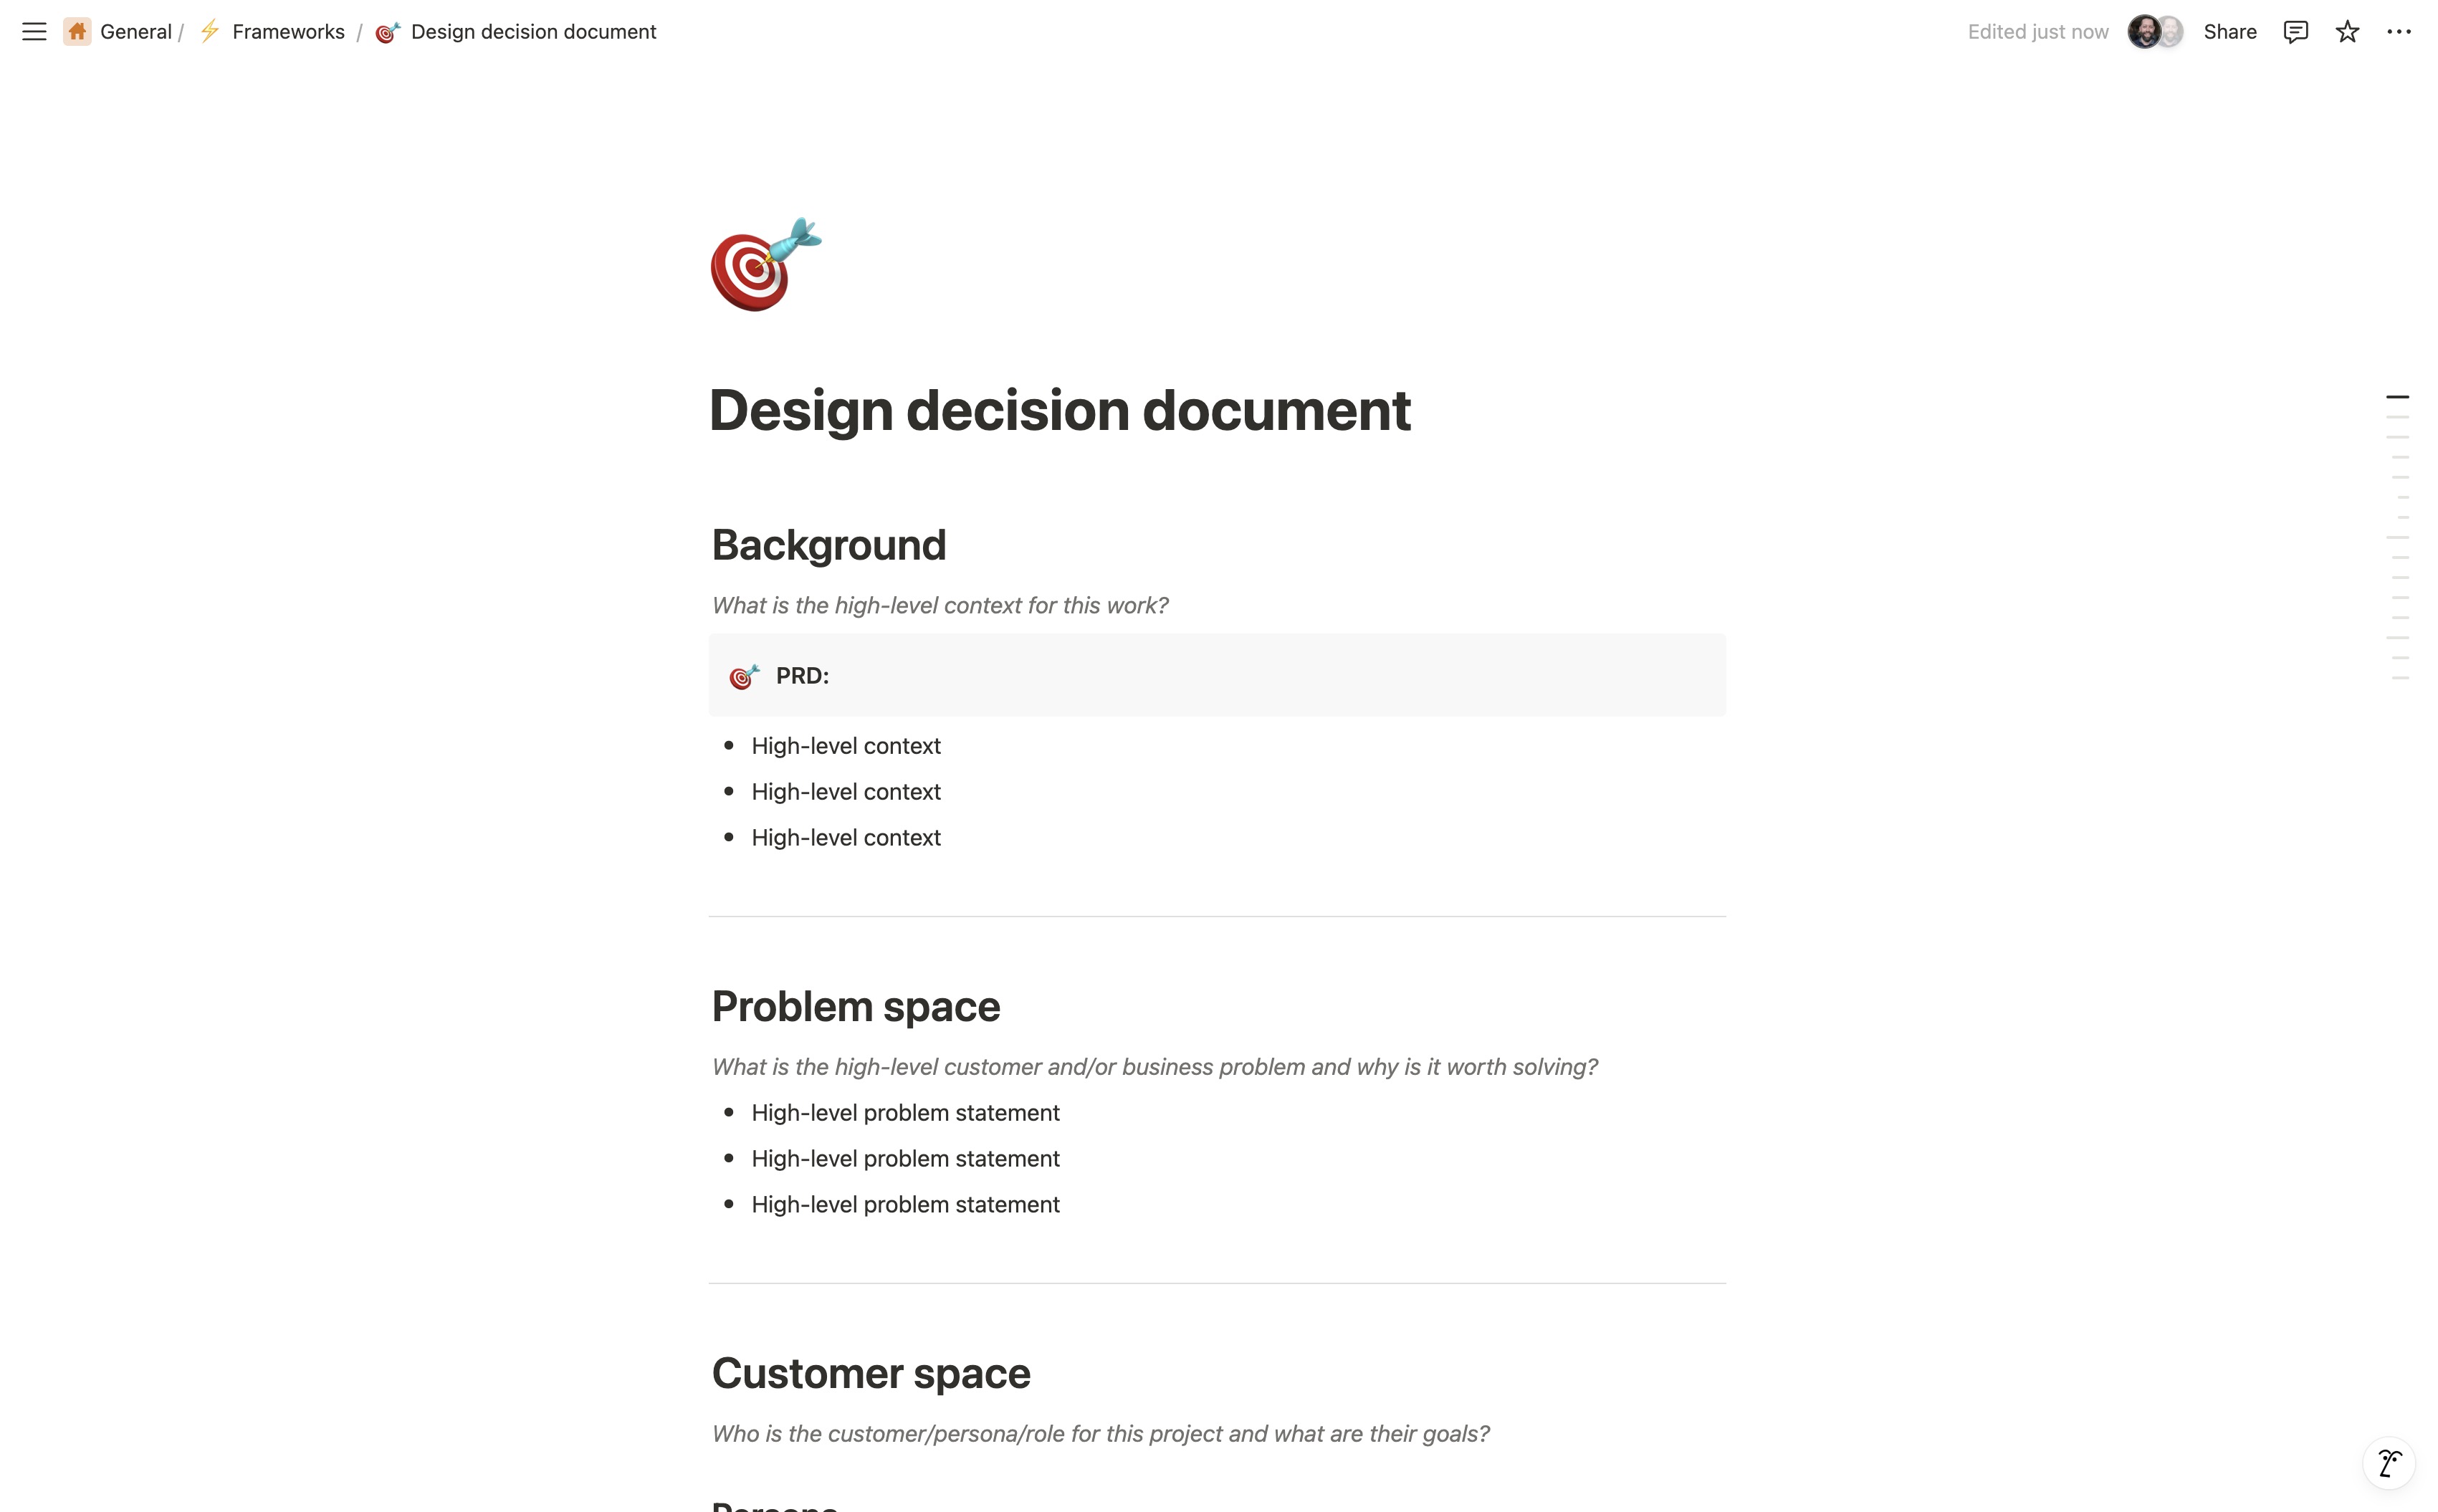 General / Frameworks / Design decision document
Edited just now
Share
Design decision document
Background
What is the high-level context for this work?
PRD:
High-level context
High-level context
High-level context
Problem space
What is the high-level customer and/or business problem and why is it worth solving?
High-level problem statement
High-level problem statement
High-level problem statement
Customer space
Who is the customer/persona/role for this project and what are their goals?